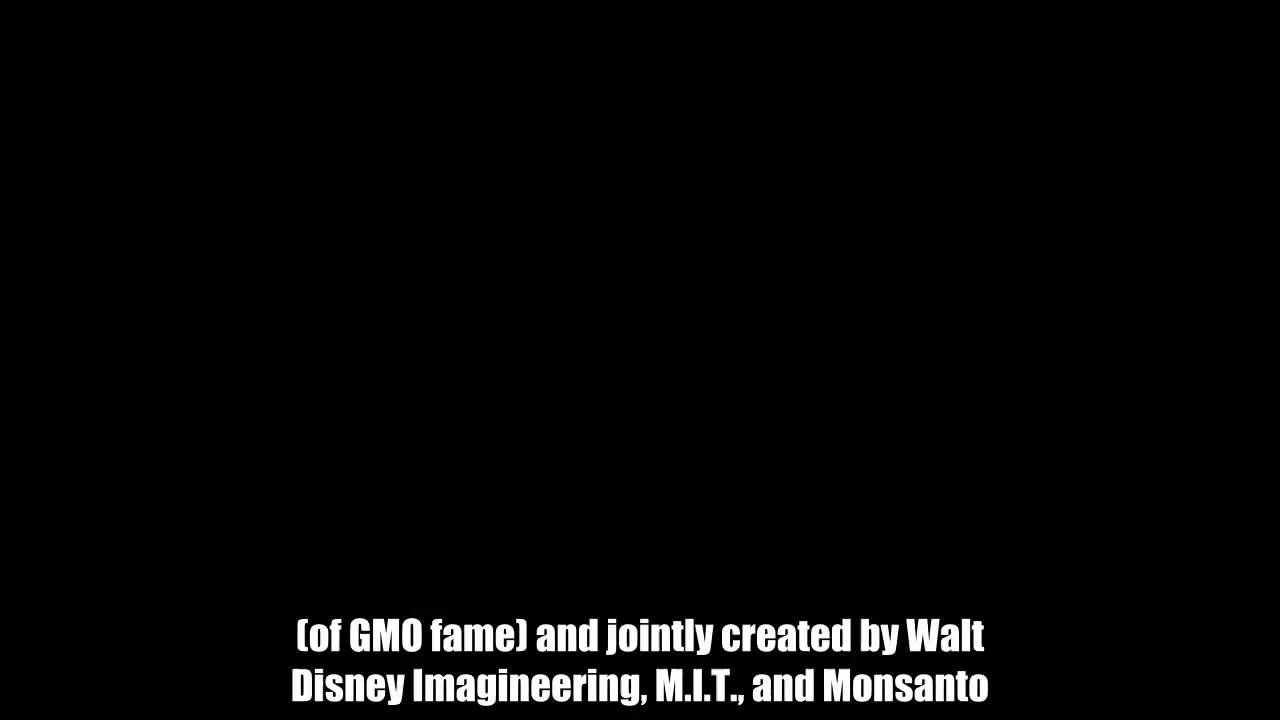 (of GMO fame) and jointly created by Walt
Disney Imagineering, M.I.T., and Monsanto